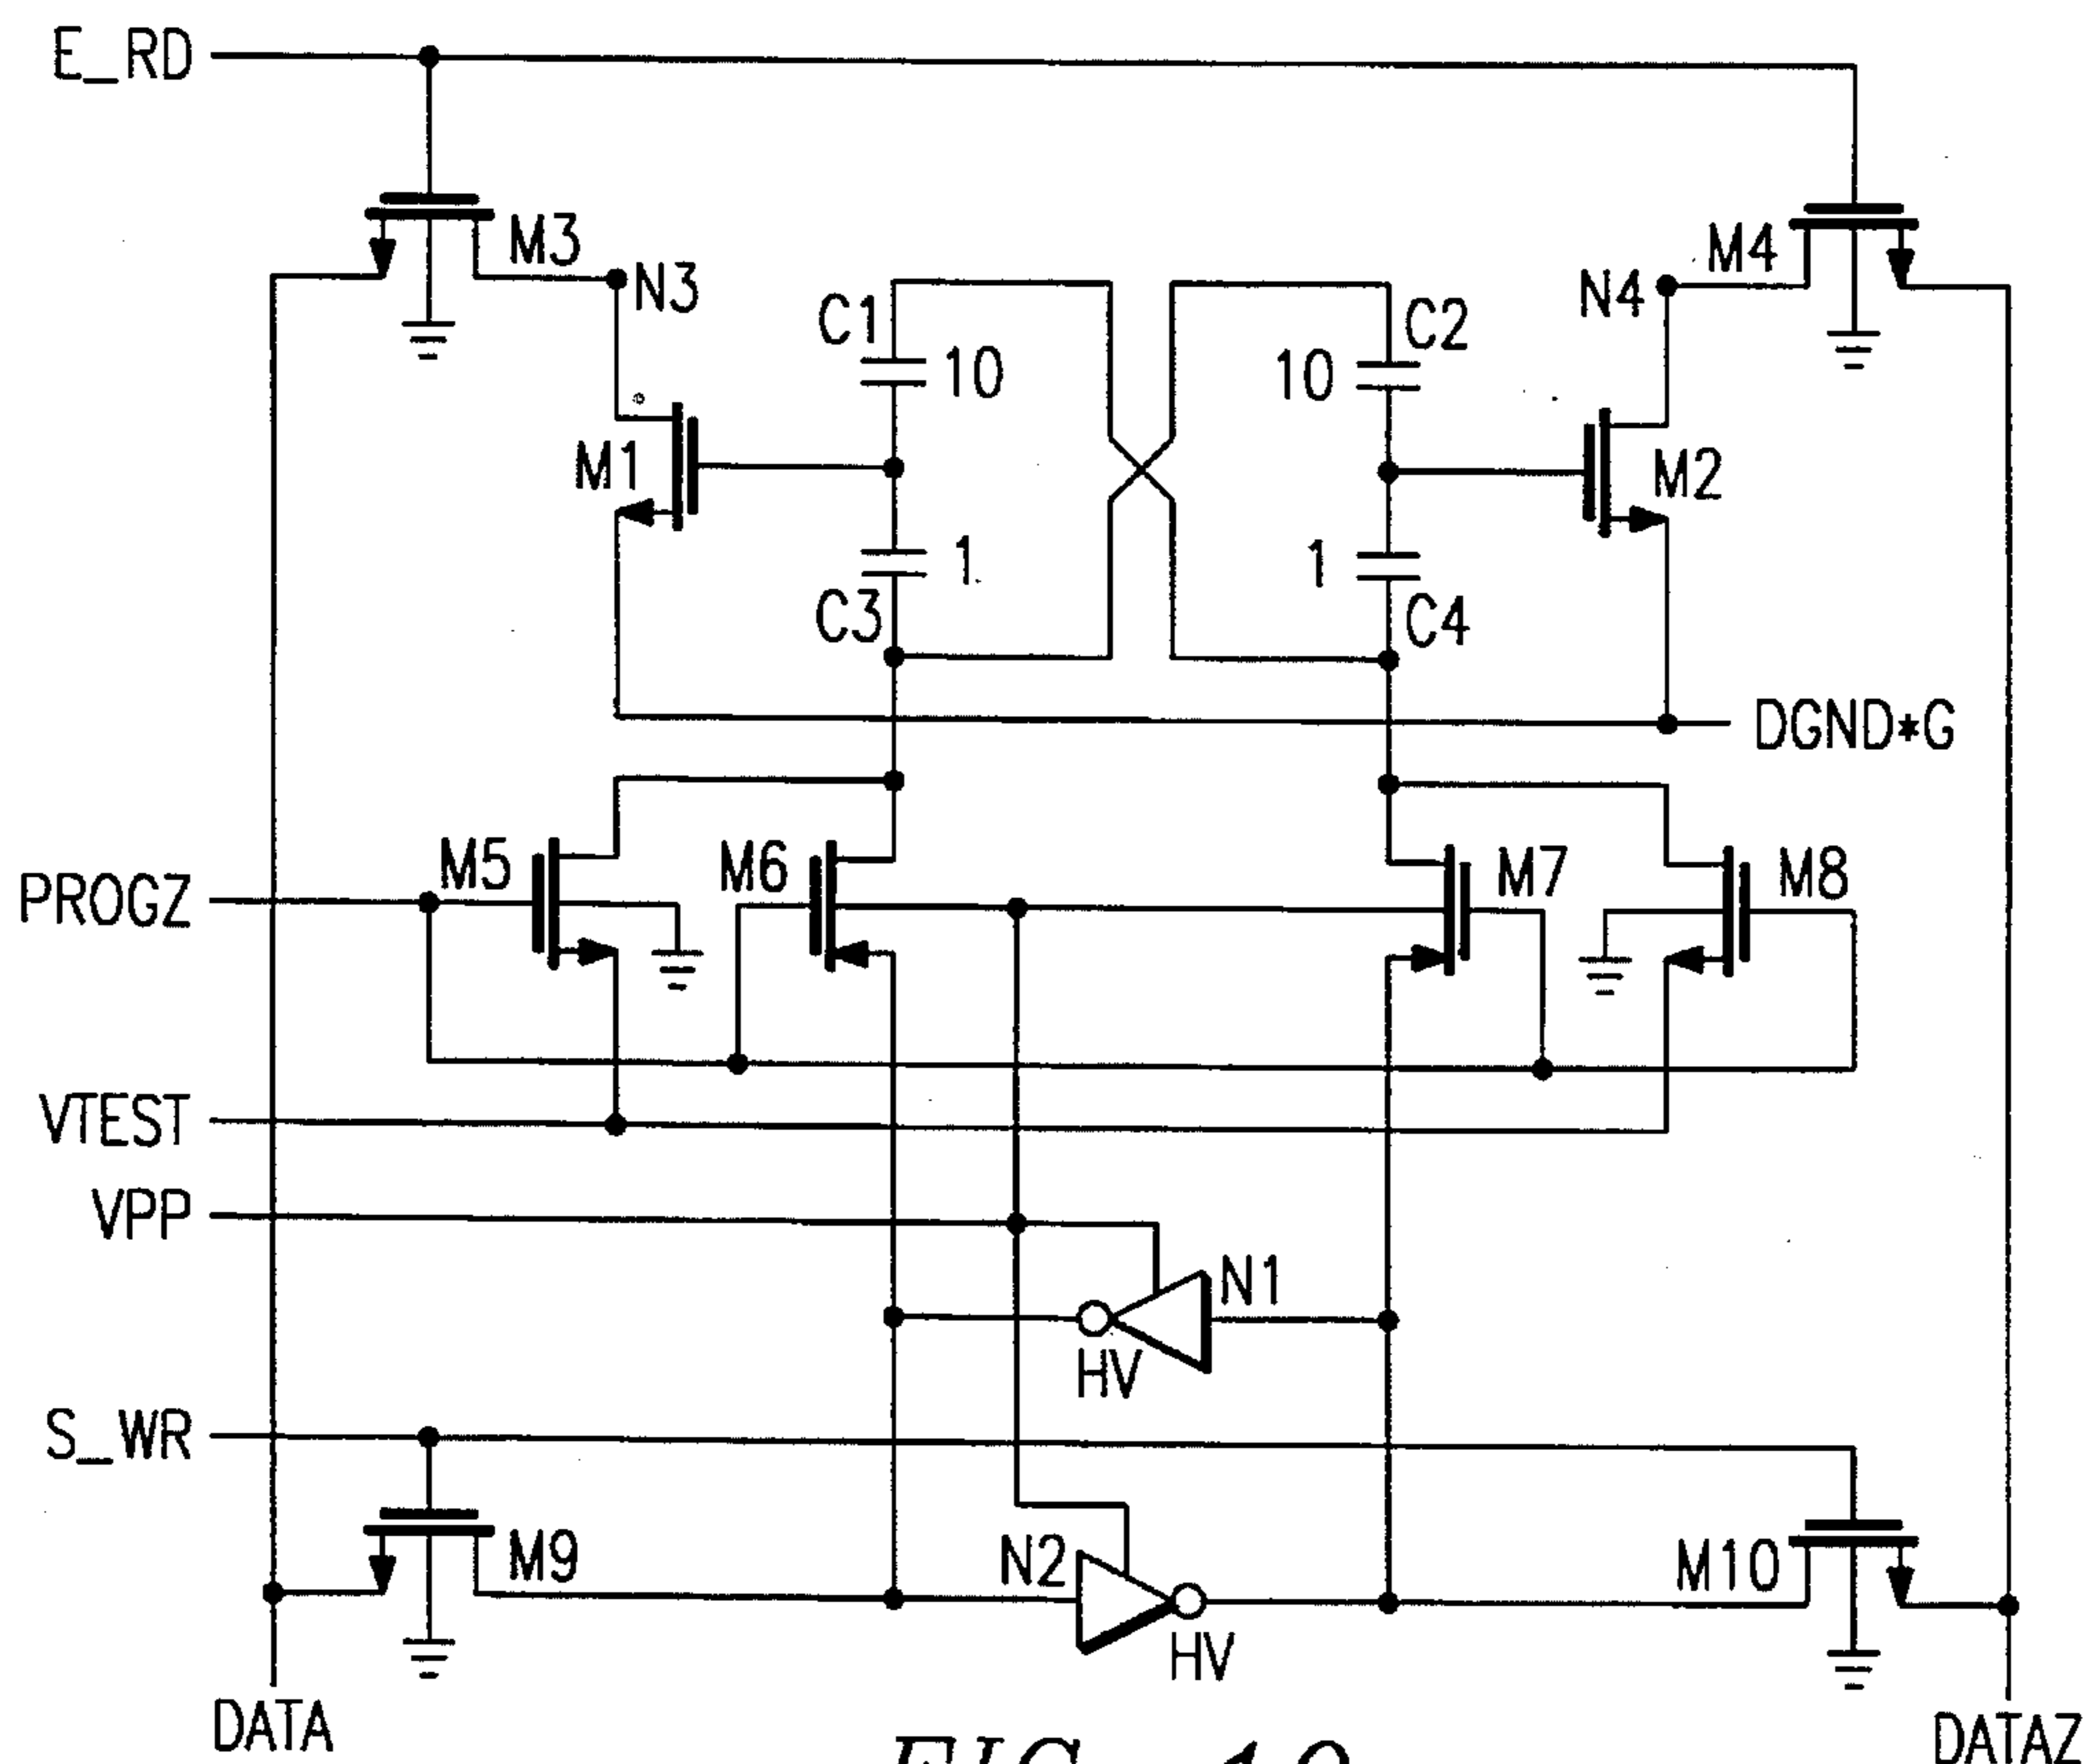 E_RD
M3
N3
M4
N4
C1
10
C2
10
M1
M2
1
C3
1
C4
DGND*G
M5
M6
M7
M8
PROGZ
VTEST
VPP
N1
HV
S_WR
M9
N2
HV
M10
DATA
DATAZ